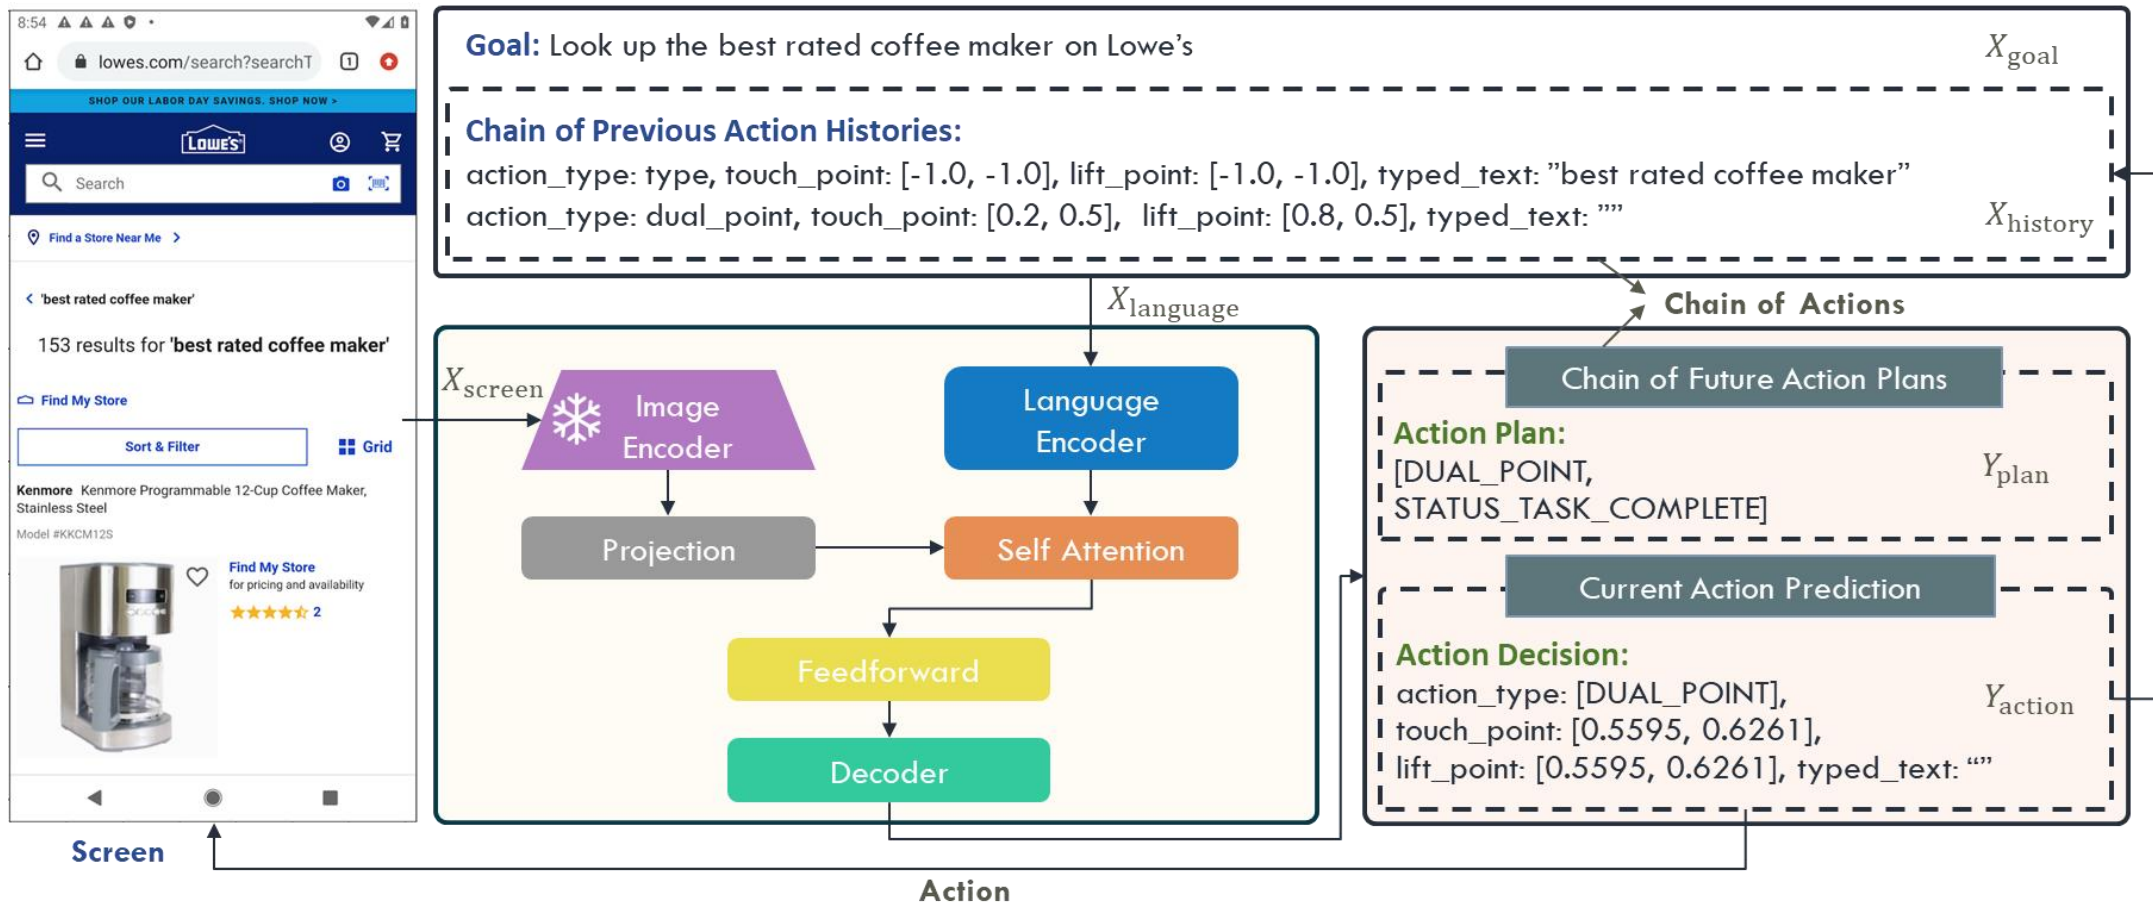 8:54
lowes.com/search?searchT
1
SHOP OUR LABOR DAY SAVINGS. SHOP NOW >
LOWE'S
Search
Find a Store Near Me
'best rated coffee maker'
153 results for 'best rated coffee maker'
Find My Store
Sort & Filter
Grid
Kenmore Kenmore Programmable 12-Cup Coffee Maker,
Stainless Steel
Model #KKCM12S
Find My Store
for pricing and availability
2
Screen
Goal: Look up the best rated coffee maker on Lowe's
X_goal
Chain of Previous Action Histories:
action_type: type, touch_point: [-1.0, -1.0], lift_point: [-1.0, -1.0], typed_text: ”best rated coffee maker”
action_type: dual_point, touch_point: [0.2, 0.5], lift_point: [0.8, 0.5], typed_text: ””
X_history
X_language
Chain of Actions
X_screen
Image
Encoder
Language
Encoder
Projection
Self Attention
Feedforward
Decoder
Chain of Future Action Plans
Action Plan:
[DUAL_POINT,
STATUS_TASK_COMPLETE]
Y_plan
Current Action Prediction
Action Decision:
action_type: [DUAL_POINT],
touch_point: [0.5595, 0.6261],
lift_point: [0.5595, 0.6261], typed_text: “”
Y_action
Action